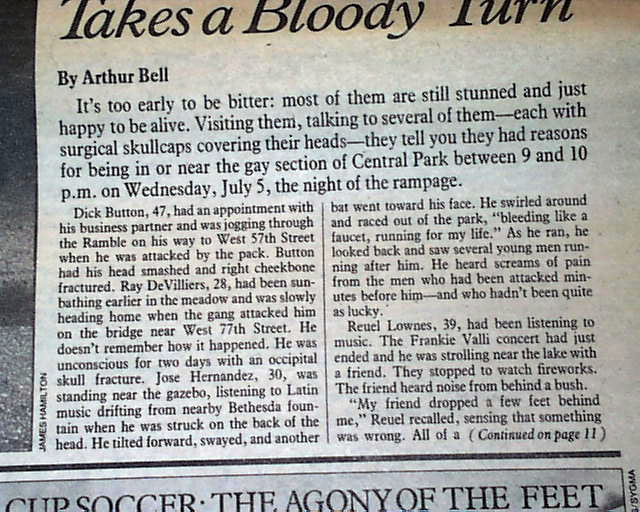 Takes a Bloody Turn
By Arthur Bell
It's too early to be bitter: most of them are still stunned and just
happy to be alive. Visiting them, talking to several of them—each with
surgical skullcaps covering their heads—they tell you they had reasons
for being in or near the gay section of Central Park between 9 and 10
p.m. on Wednesday, July 5, the night of the rampage.
Dick Button, 47, had an appointment with
his business partner and was jogging through
the Ramble on his way to West 57th Street
when he was attacked by the pack. Button
had his head smashed and right cheekbone
fractured. Ray DeVilliers, 28, had been sun-
bathing earlier in the meadow and was slowly
heading home when the gang attacked him
on the bridge near West 77th Street. He
doesn't remember how it happened. He was
unconscious for two days with an occipital
skull fracture. Jose Hernandez, 30, was
standing near the gazebo, listening to Latin
music drifting from nearby Bethesda foun-
tain when he was struck on the back of the
head. He tilted forward, swayed, and another
bat went toward his face. He swirled around
and raced out of the park, "bleeding like a
faucet, running for my life." As he ran, he
looked back and saw several young men run-
ning after him. He heard screams of pain
from the men who had been attacked min-
utes before him—and who hadn't been quite
as lucky.
Reuel Lownes, 39, had been listening to
music. The Frankie Valli concert had just
ended and he was strolling near the lake with
a friend. They stopped to watch fireworks.
The friend heard noise from behind a bush.
"My friend dropped a few feet behind
me," Reuel recalled, sensing that something
was wrong. All of a (Continued on page 11)
JAMES HAMILTON
CUP SOCCER: THE AGONY OF THE FEET
/SYGMA